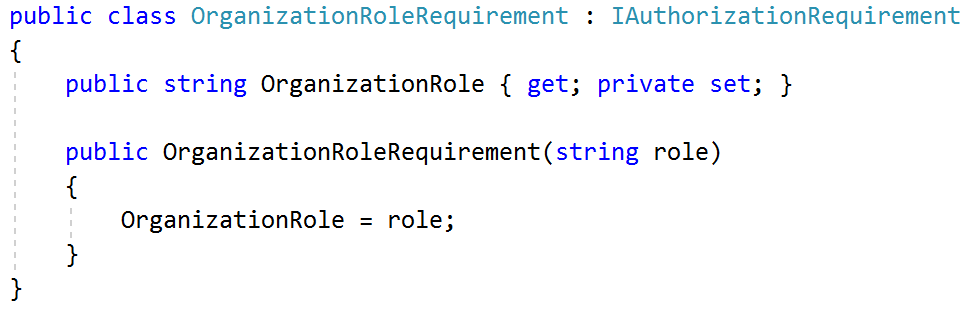 public class OrganizationRoleRequirement : IAuthorizationRequirement
{
    public string OrganizationRole { get; private set; }

    public OrganizationRoleRequirement(string role)
    {
        OrganizationRole = role;
    }
}